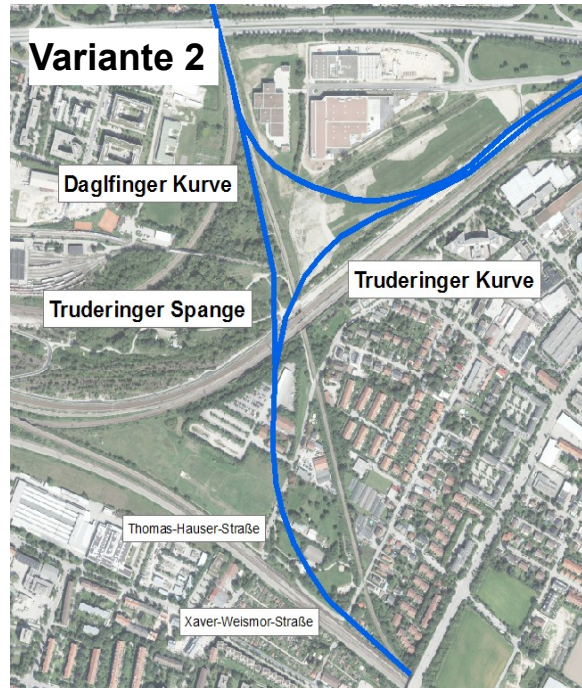 Variante 2
Daglfinger Kurve
Truderinger Kurve
Truderinger Spange
Thomas-Hauser-Straße
Xaver-Weismor-Straße